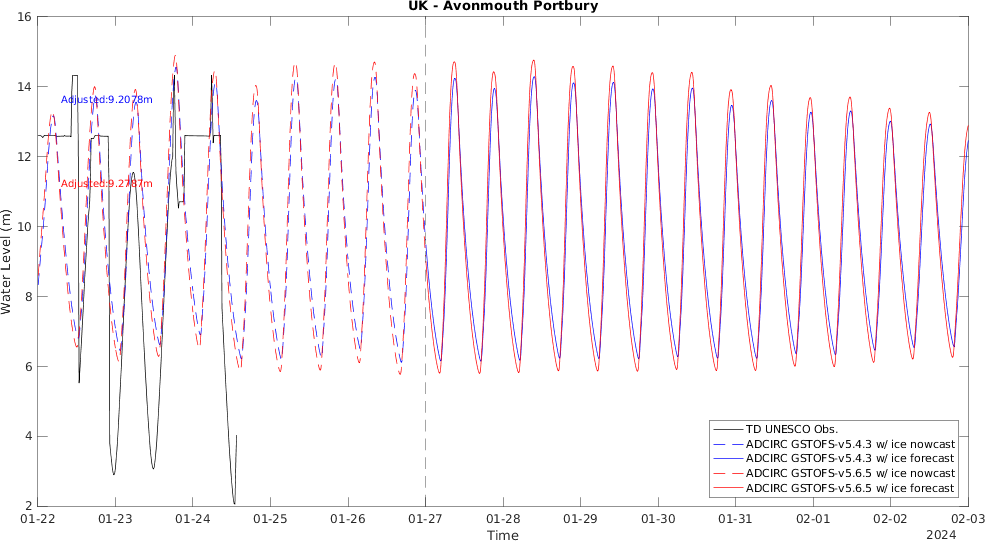 UK - Avonmouth Portbury
16
14
12
10
8
6
4
2
Water Level (m)
Adjusted:9.2078m
Adjusted:9.2787m
TD UNESCO Obs.
ADCIRC GSTOFS-v5.4.3 w/ ice nowcast
ADCIRC GSTOFS-v5.4.3 w/ ice forecast
ADCIRC GSTOFS-v5.6.5 w/ ice nowcast
ADCIRC GSTOFS-v5.6.5 w/ ice forecast
01-22 01-23 01-24 01-25 01-26 01-27 01-28 01-29 01-30 01-31 02-01 02-02 02-03
Time
2024